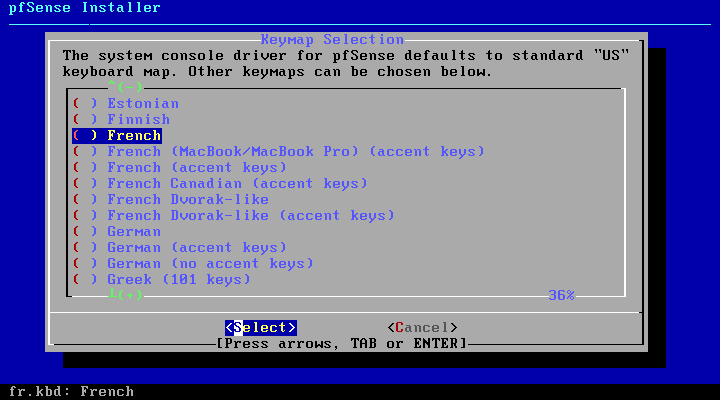 pfSense Installer
Keymap Selection
The system console driver for pfSense defaults to standard "US"
keyboard map. Other keymaps can be chosen below.
^(-)
( ) Estonian
( ) Finnish
( ) French
( ) French (MacBook/MacBook Pro) (accent keys)
( ) French (accent keys)
( ) French Canadian (accent keys)
( ) French Dvorak-like
( ) French Dvorak-like (accent keys)
( ) German
( ) German (accent keys)
( ) German (no accent keys)
( ) Greek (101 keys)
┴(+) 36%
<Select> <Cancel>
[Press arrows, TAB or ENTER]
fr.kbd: French